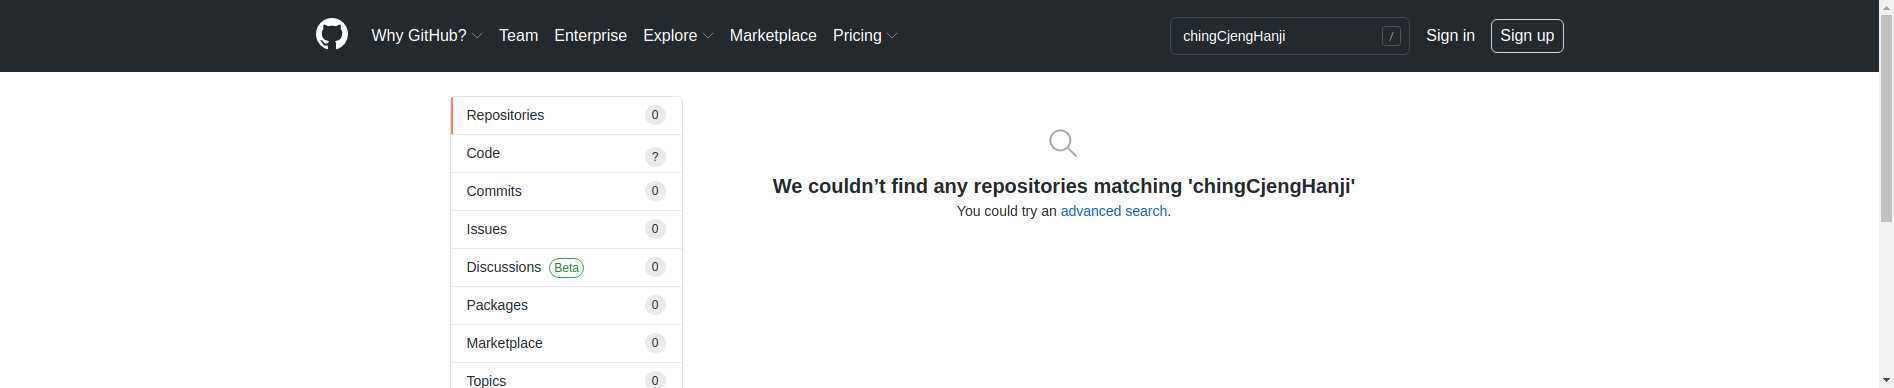 Why GitHub? Team Enterprise Explore Marketplace Pricing chingCjengHanji / Sign in Sign up
Repositories 0
Code ?
Commits 0
Issues 0
Discussions Beta 0
Packages 0
Marketplace 0
Topics 0
We couldn’t find any repositories matching 'chingCjengHanji'
You could try an advanced search.